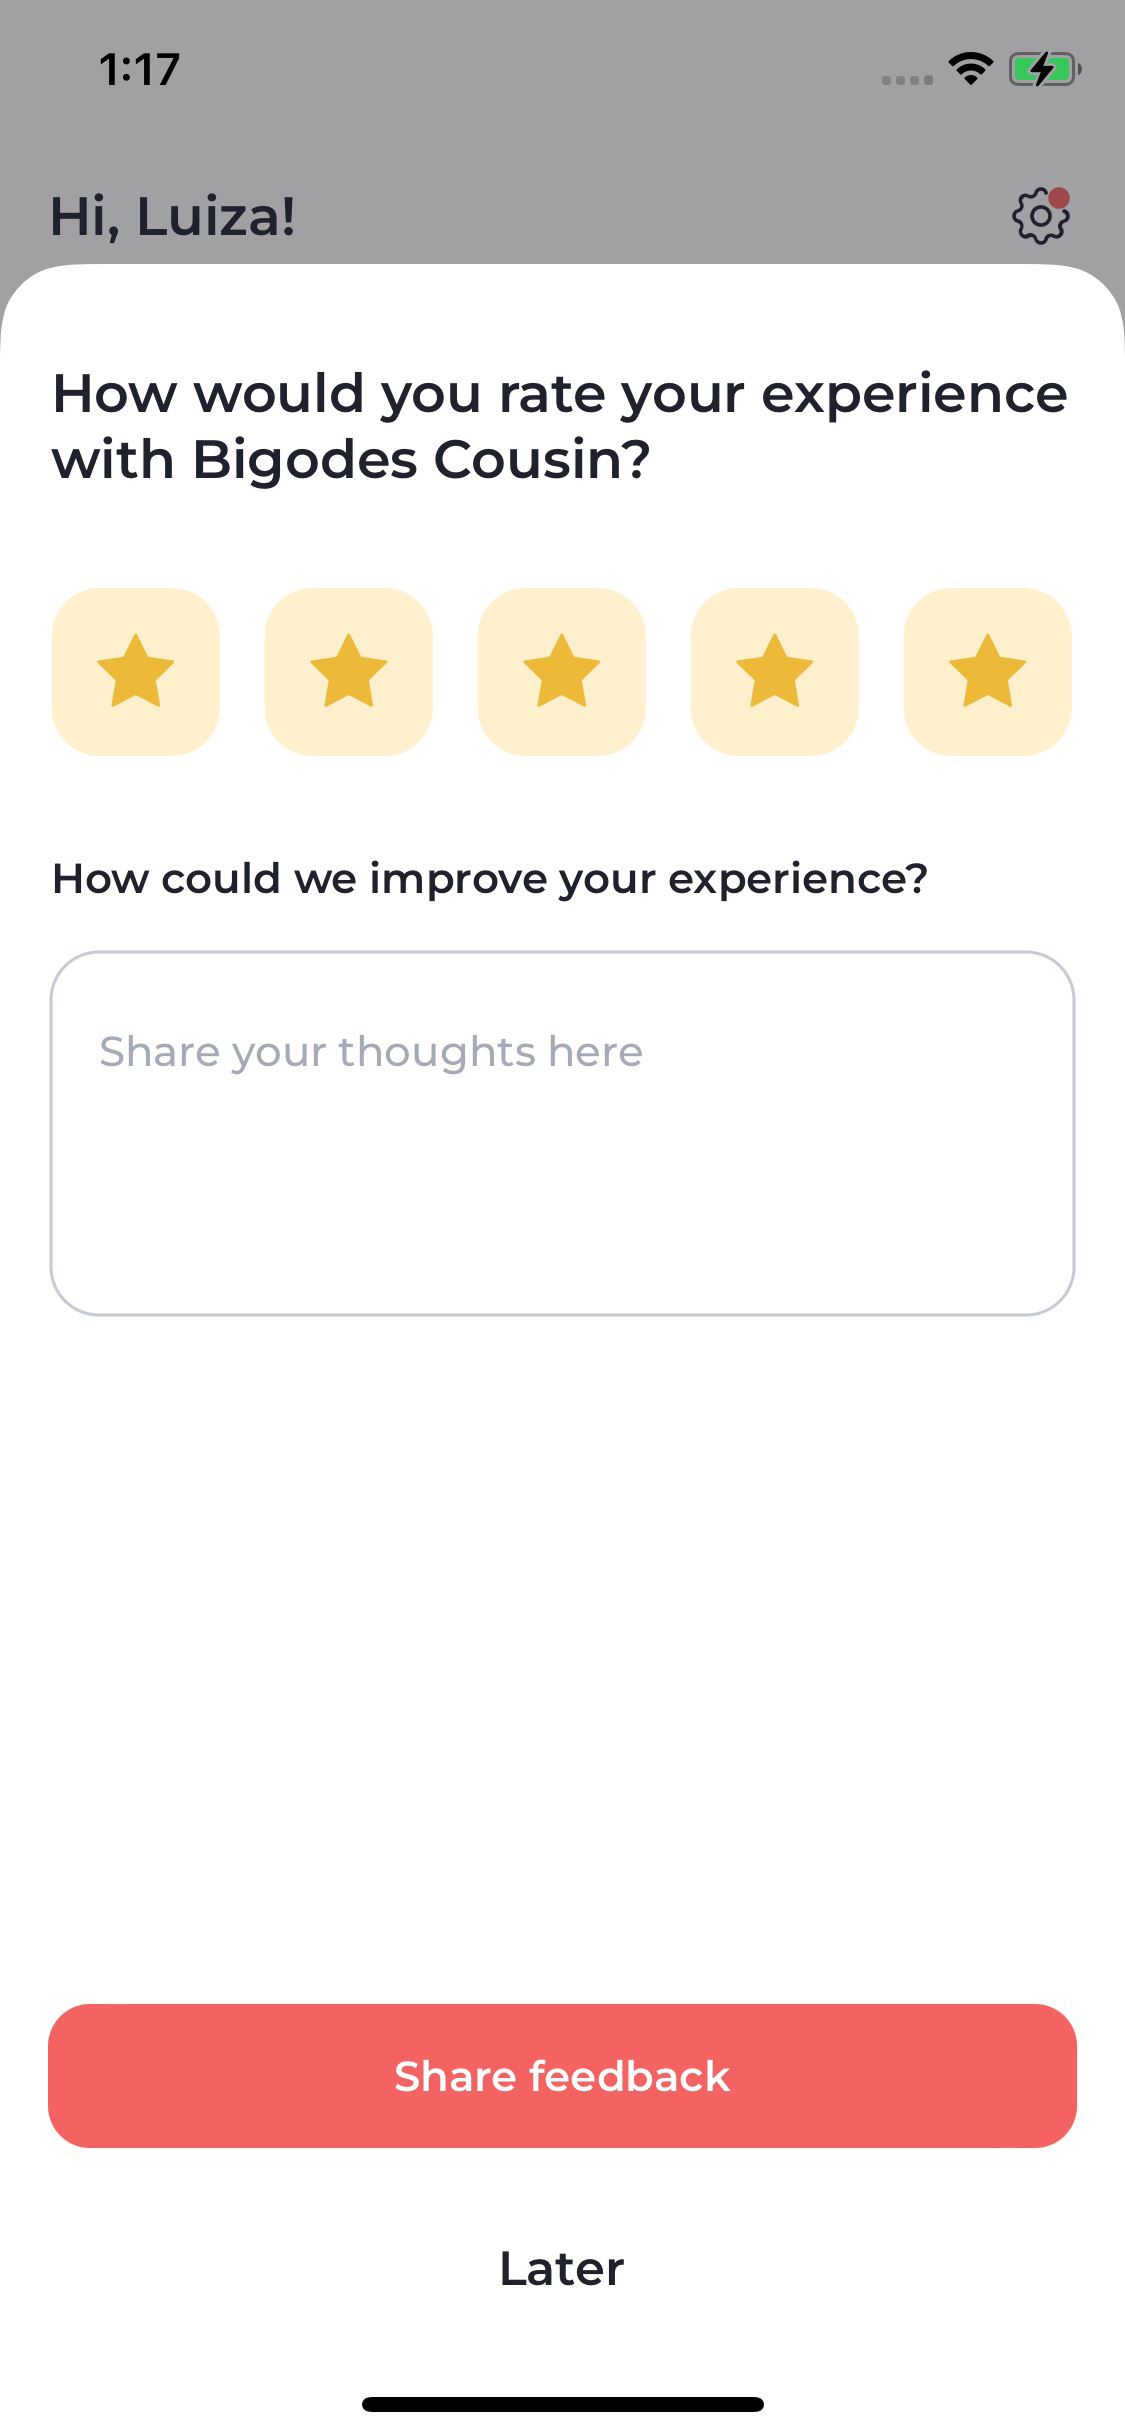 1:17
Hi, Luiza!
How would you rate your experience
with Bigodes Cousin?
How could we improve your experience?
Share your thoughts here
Share feedback
Later